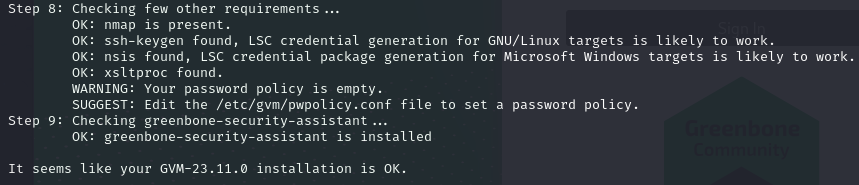 Step 8: Checking few other requirements...
OK: nmap is present.
OK: ssh-keygen found, LSC credential generation for GNU/Linux targets is likely to work.
OK: nsis found, LSC credential package generation for Microsoft Windows targets is likely to work.
OK: xsltproc found.
WARNING: Your password policy is empty.
SUGGEST: Edit the /etc/gvm/pwpolicy.conf file to set a password policy.
Step 9: Checking greenbone-security-assistant...
OK: greenbone-security-assistant is installed
It seems like your GVM-23.11.0 installation is OK.
Sign In
Greenbone
Community